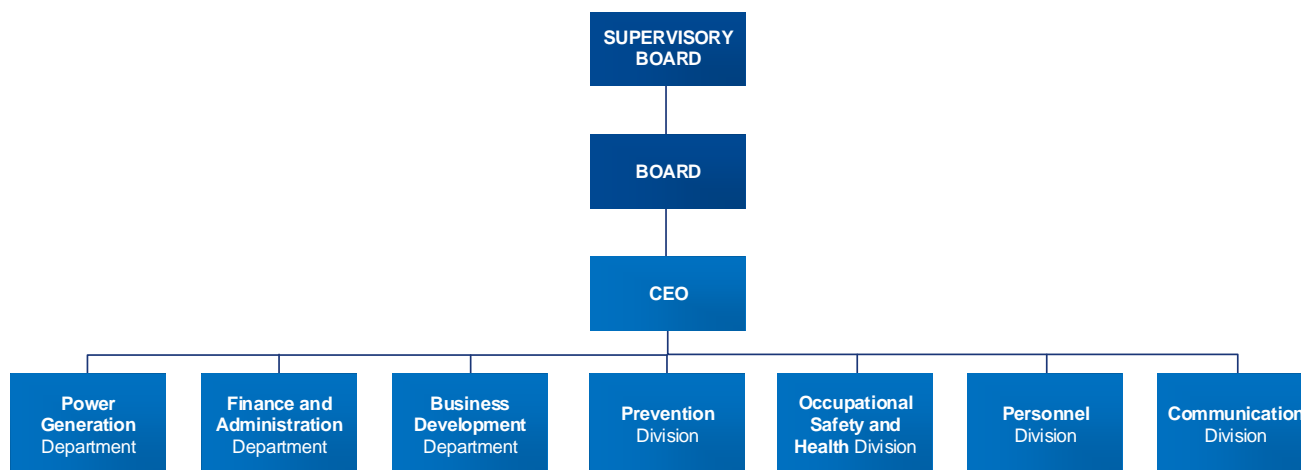 SUPERVISORY
BOARD
BOARD
CEO
Power
Generation
Department
Finance and
Administration
Department
Business
Development
Department
Prevention
Division
Occupational
Safety and
Health Division
Personnel
Division
Communication
Division